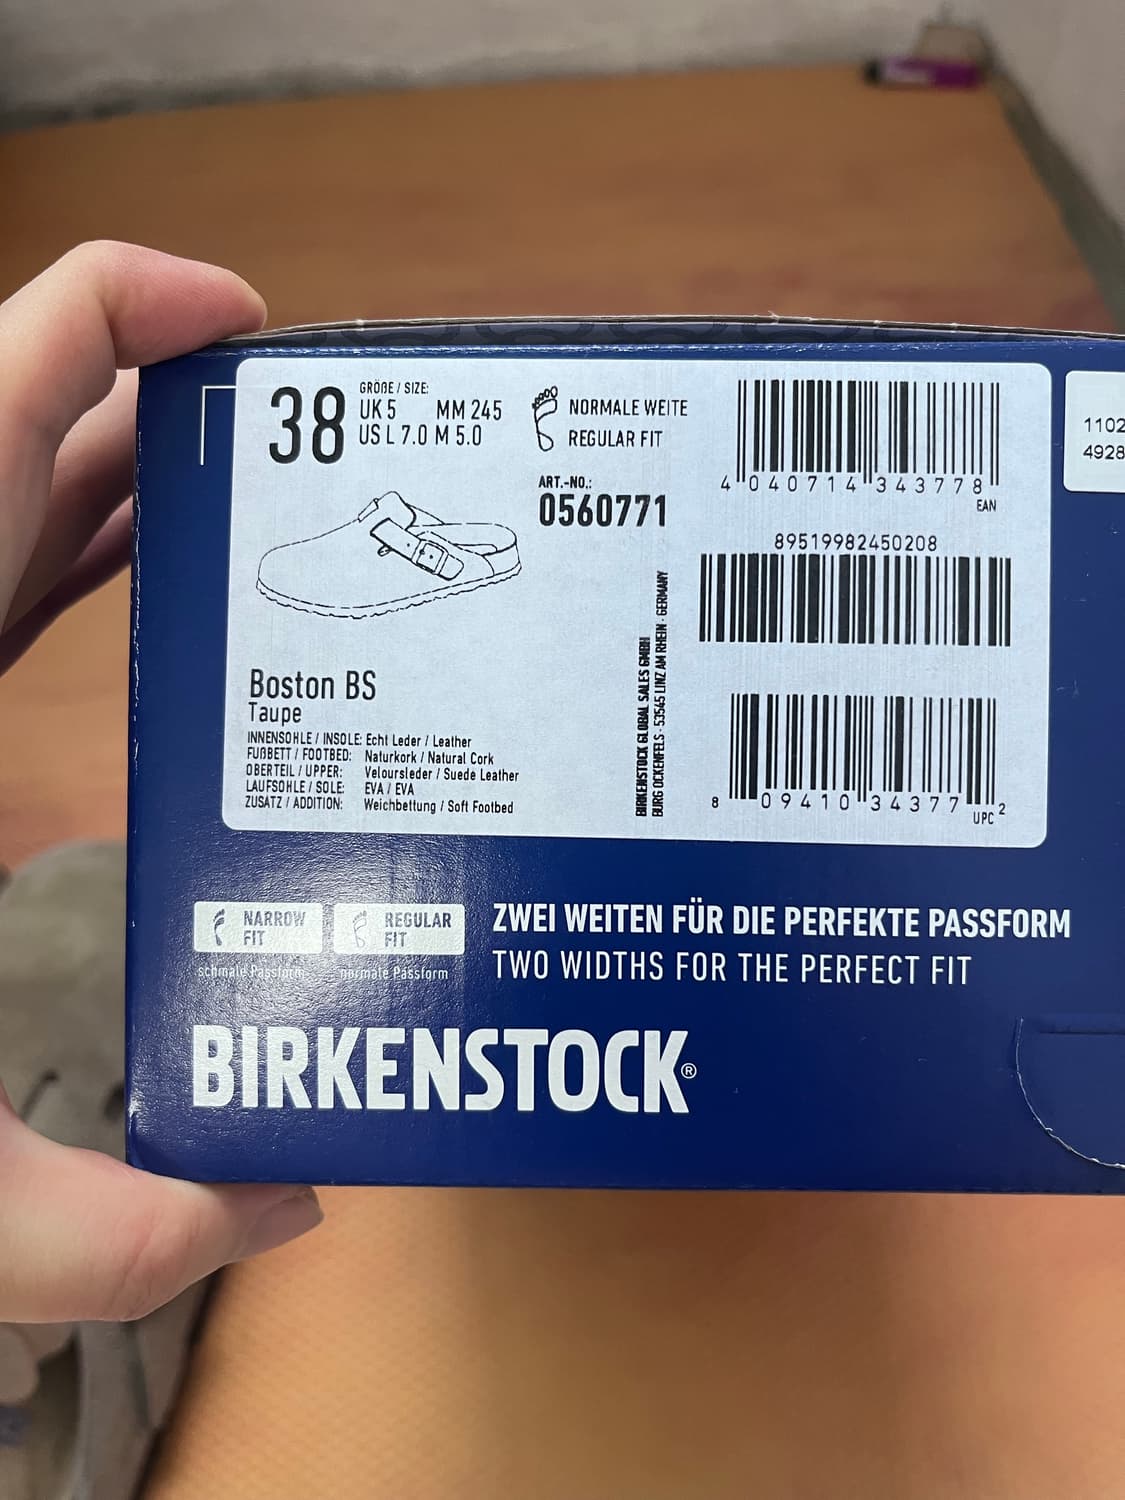 38
GRÖßE / SIZE:
UK 5 MM 245
US L 7.0 M 5.0
NORMALE WEITE
REGULAR FIT
ART.-NO.:
0560771
4 040714 343778
EAN
89519982450208
8 09410 34377 2
UPC
BIRKENSTOCK GLOBAL SALES GMBH
BURG OCKENFELS · 53545 LINZ AM RHEIN · GERMANY
Boston BS
Taupe
INNENSOHLE / INSOLE: Echt Leder / Leather
FUßBETT / FOOTBED: Naturkork / Natural Cork
OBERTEIL / UPPER: Veloursleder / Suede Leather
LAUFSOHLE / SOLE: EVA / EVA
ZUSATZ / ADDITION: Weichbettung / Soft Footbed
1102
4928
NARROW
FIT
schmale Passform
REGULAR
FIT
normale Passform
ZWEI WEITEN FÜR DIE PERFEKTE PASSFORM
TWO WIDTHS FOR THE PERFECT FIT
BIRKENSTOCK®